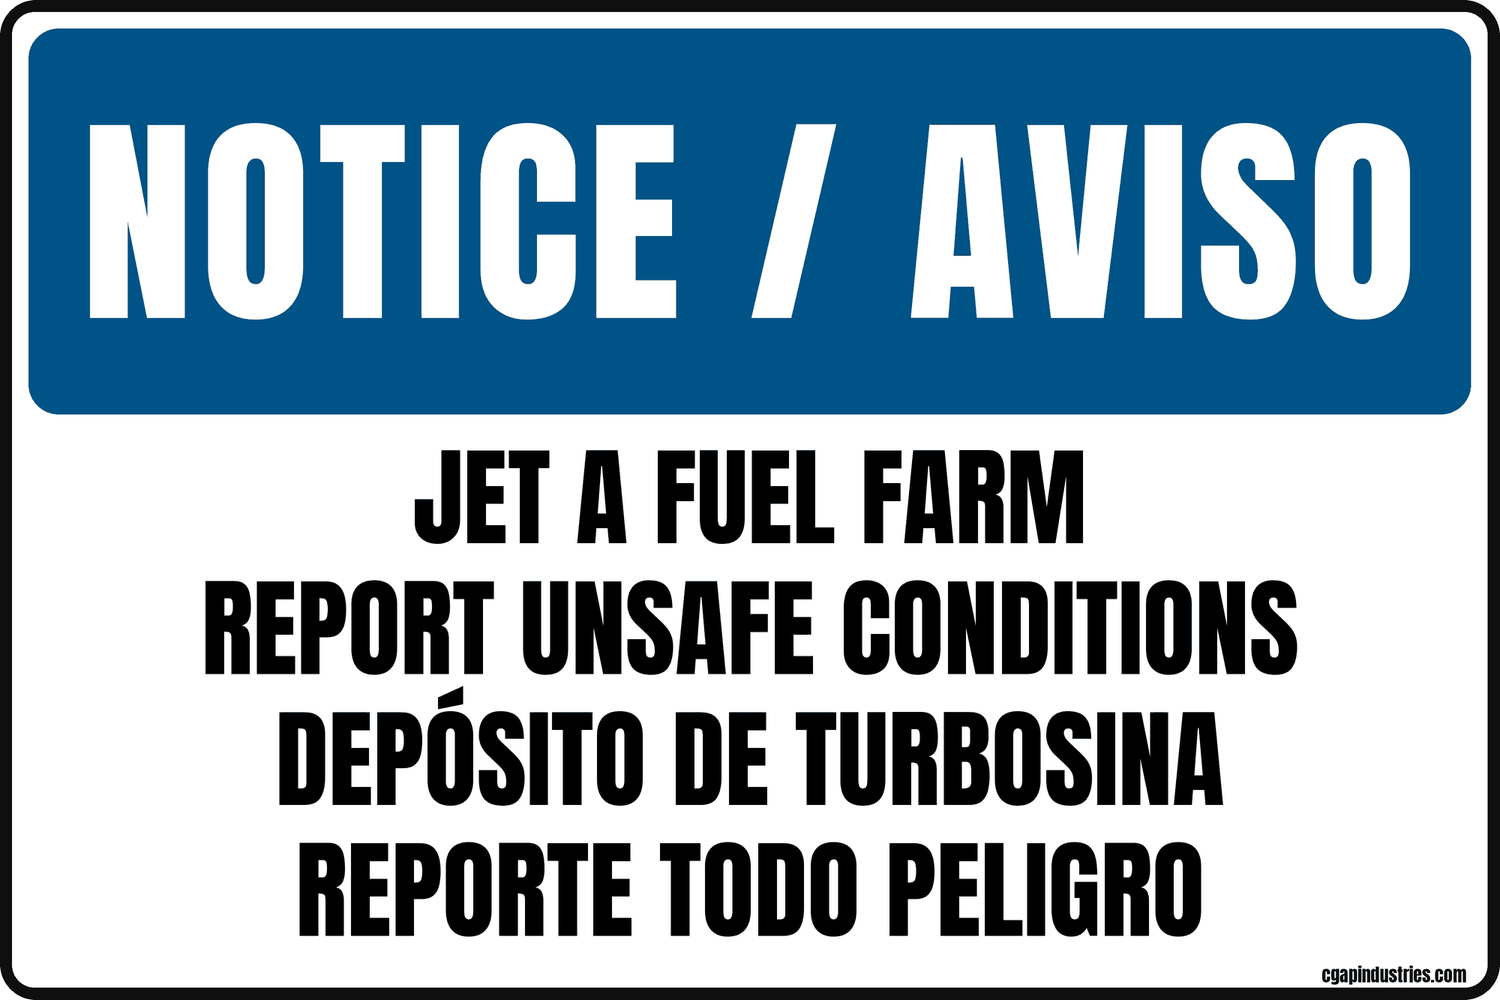 NOTICE / AVISO
JET A FUEL FARM
REPORT UNSAFE CONDITIONS
DEPÓSITO DE TURBOSINA
REPORTE TODO PELIGRO
cgapindustries.com